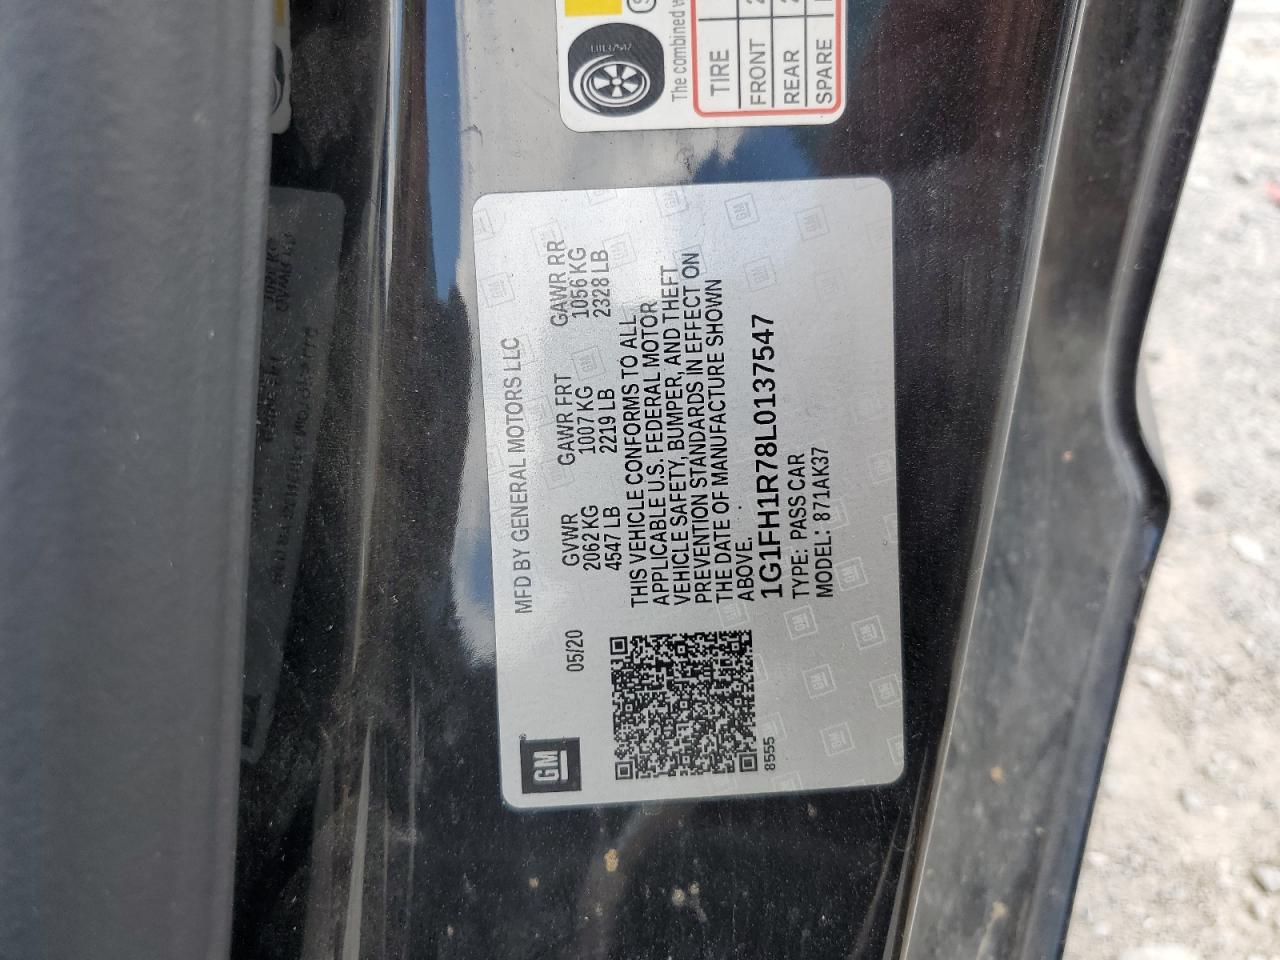 GM
MFD BY GENERAL MOTORS LLC
05/20
GVWR GAWR FRT GAWR RR
2062 KG 1007 KG 1056 KG
4547 LB 2219 LB 2328 LB
THIS VEHICLE CONFORMS TO ALL
APPLICABLE U.S. FEDERAL MOTOR
VEHICLE SAFETY, BUMPER, AND THEFT
PREVENTION STANDARDS IN EFFECT ON
THE DATE OF MANUFACTURE SHOWN
ABOVE.
1G1FH1R78L0137547
TYPE: PASS CAR
MODEL: 871AK37
8555
The combined
TIRE
FRONT
REAR
SPARE